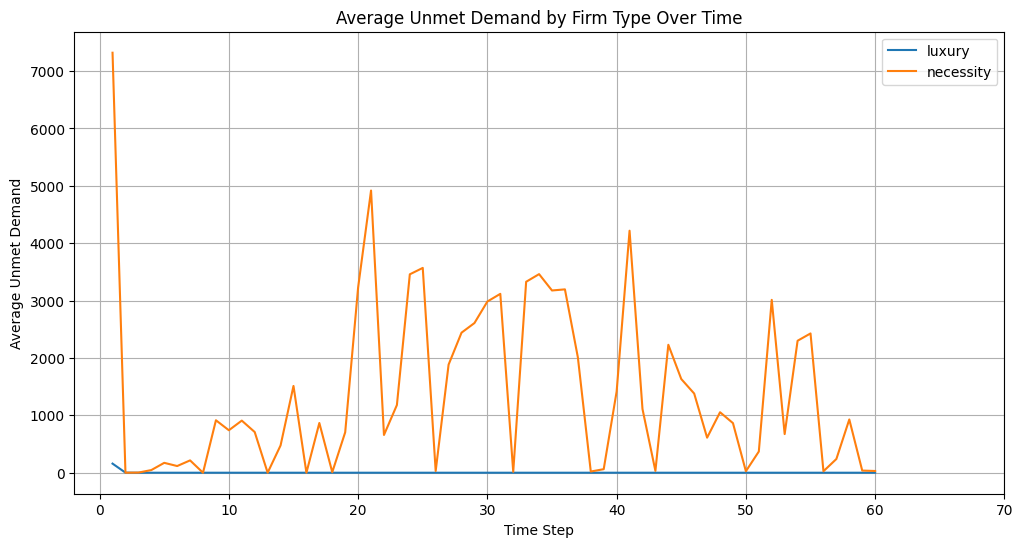 Average Unmet Demand by Firm Type Over Time
luxury
necessity
Average Unmet Demand
7000
6000
5000
4000
3000
2000
1000
0
0 10 20 30 40 50 60 70
Time Step